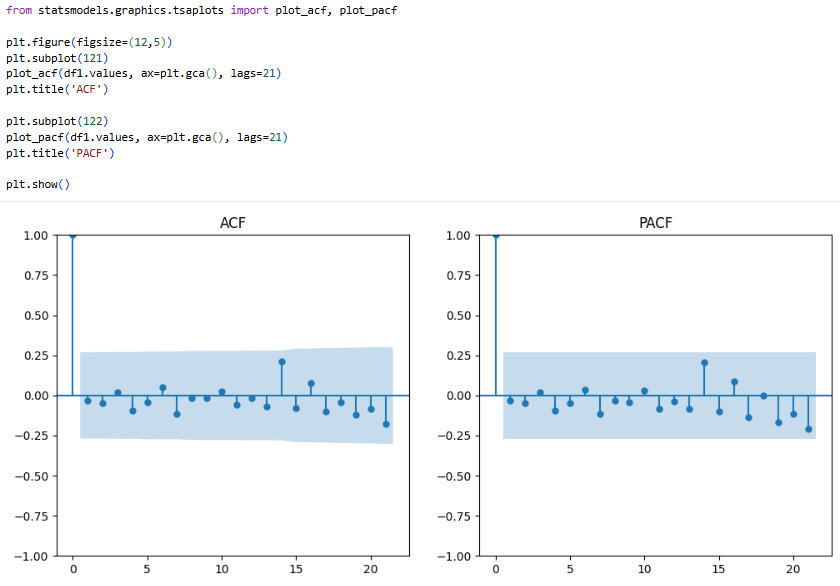 from statsmodels.graphics.tsaplots import plot_acf, plot_pacf
plt.figure(figsize=(12,5))
plt.subplot(121)
plot_acf(df1.values, ax=plt.gca(), lags=21)
plt.title('ACF')
plt.subplot(122)
plot_pacf(df1.values, ax=plt.gca(), lags=21)
plt.title('PACF')
plt.show()
ACF
1.00
0.75
0.50
0.25
0.00
−0.25
−0.50
−0.75
−1.00
0 5 10 15 20
PACF
1.00
0.75
0.50
0.25
0.00
−0.25
−0.50
−0.75
−1.00
0 5 10 15 20